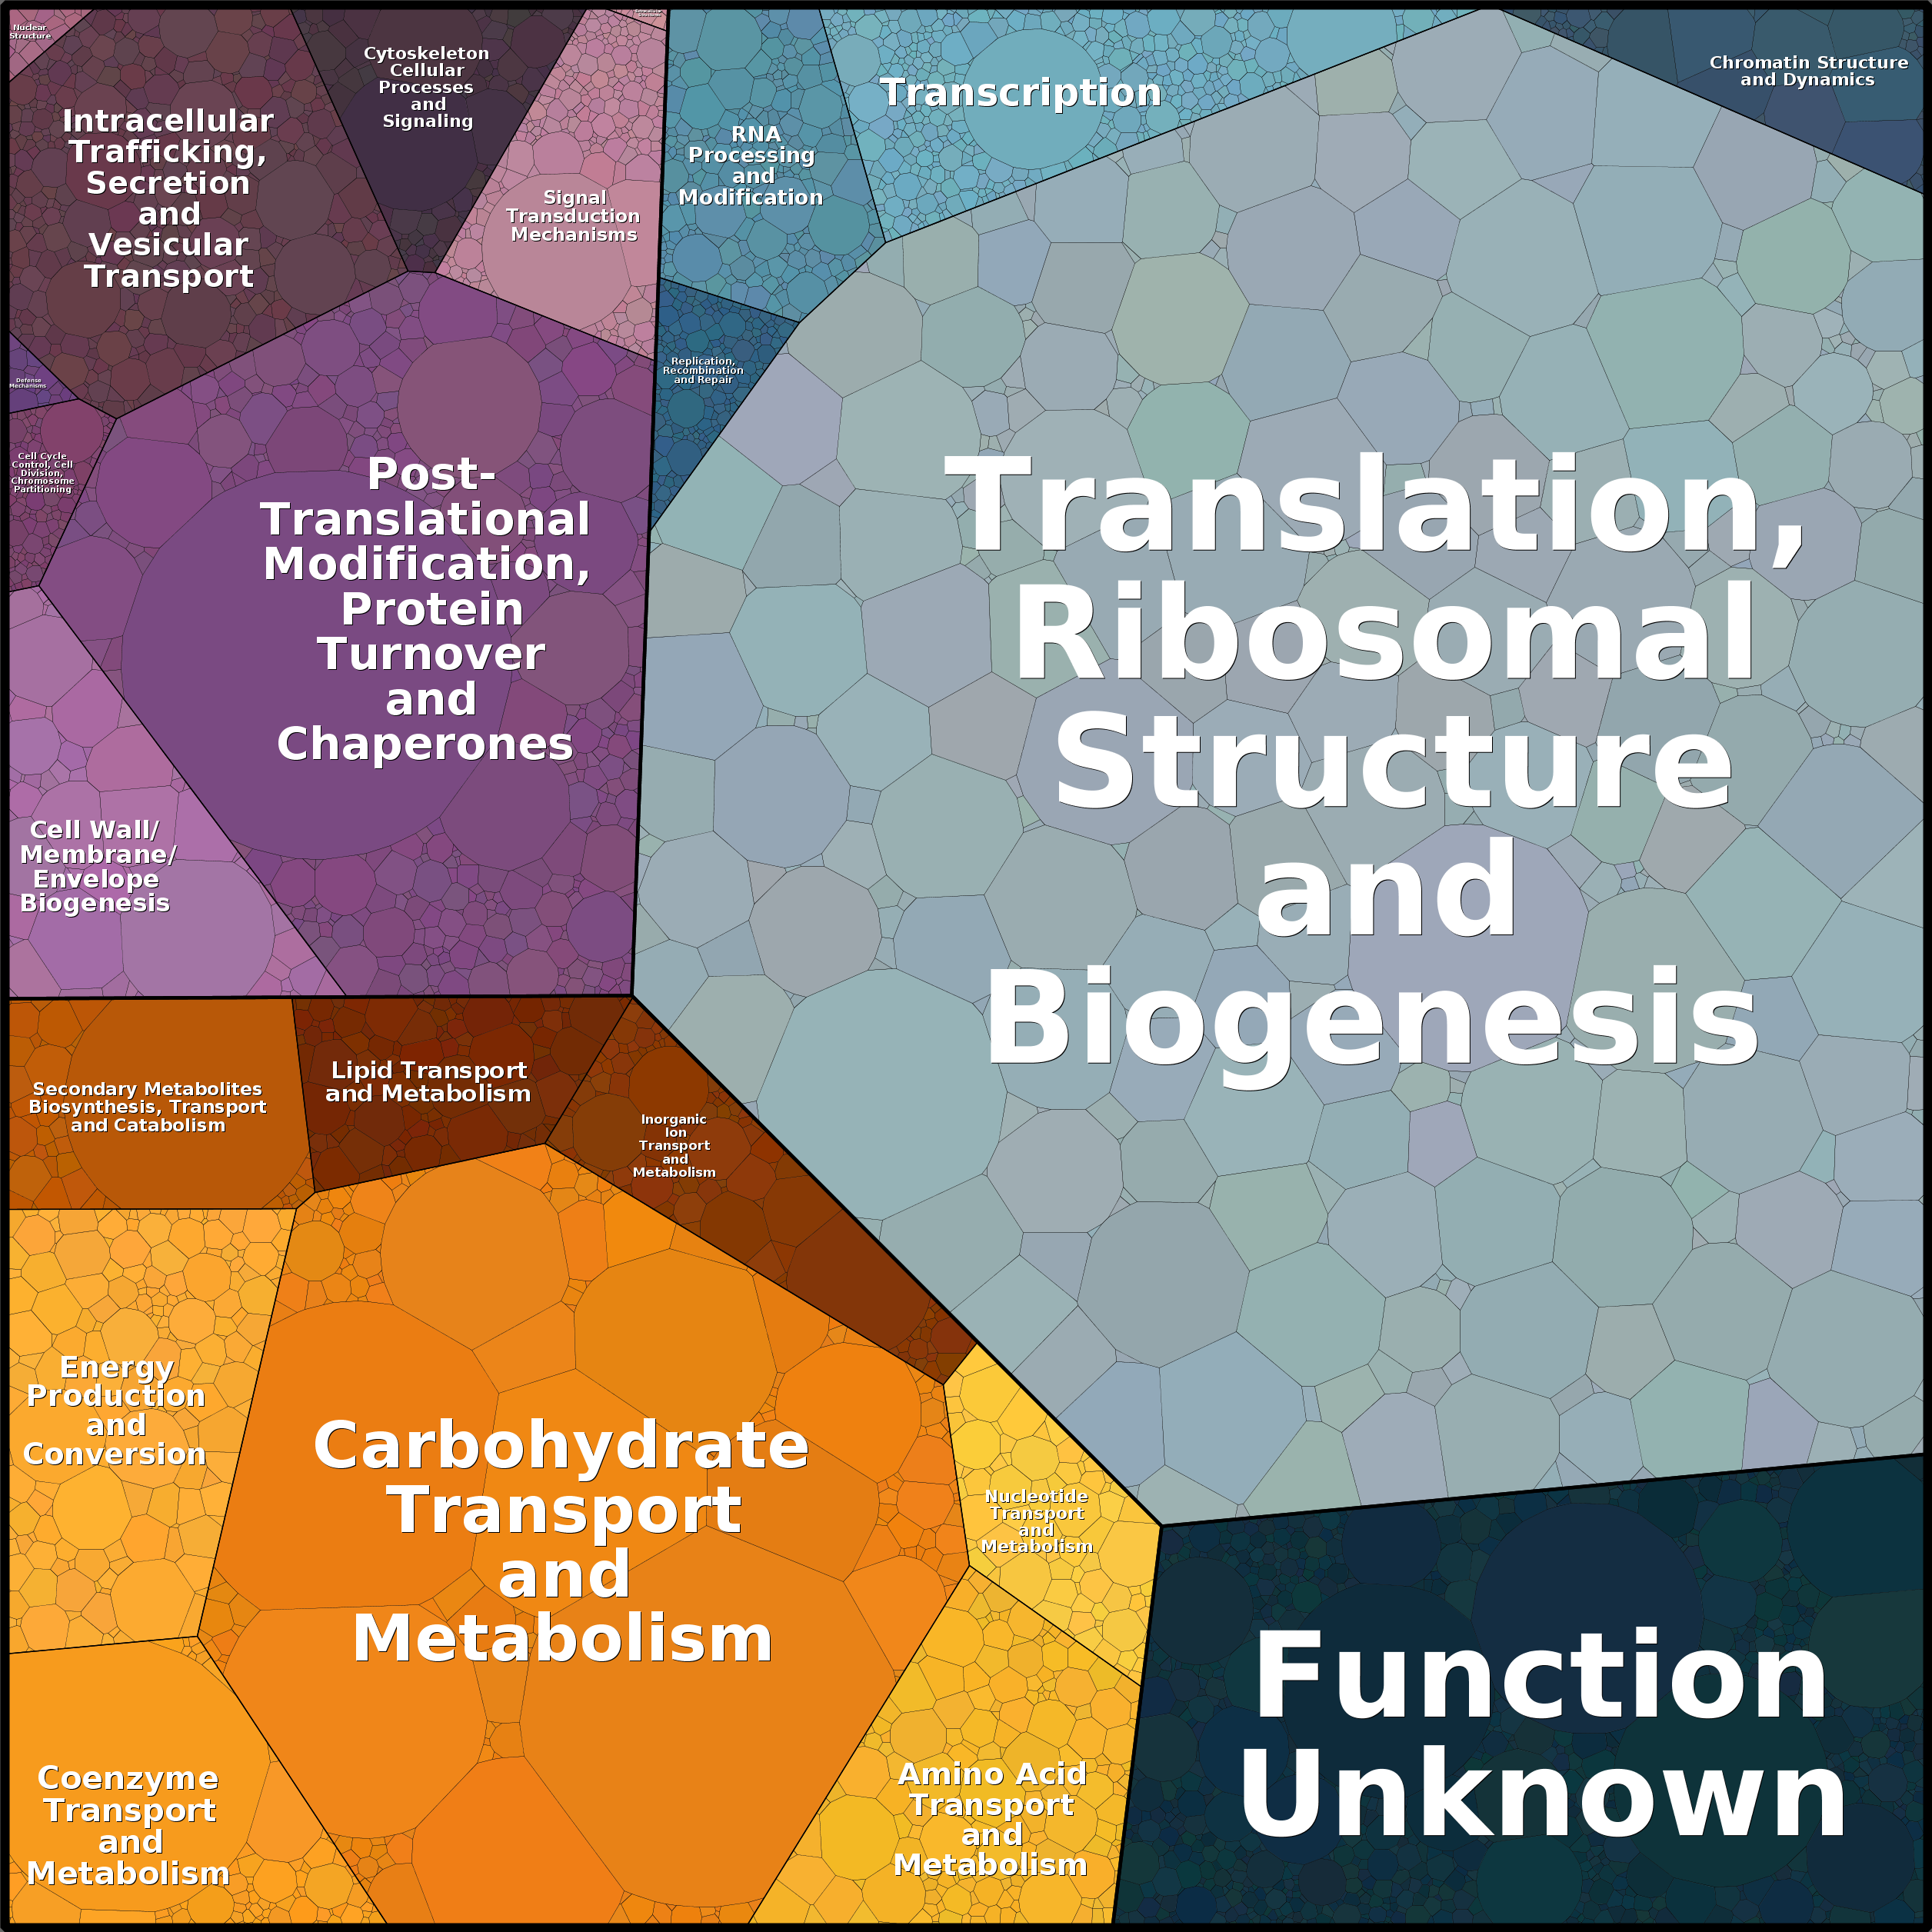 Nuclear
Structure
Intracellular
Trafficking,
Secretion
and
Vesicular
Transport
Cytoskeleton
Cellular
Processes
and
Signaling
Signal
Transduction
Mechanisms
RNA
Processing
and
Modification
Transcription
Chromatin Structure
and Dynamics
Replication,
Recombination
and Repair
Defense
Mechanisms
Cell Cycle
Control, Cell
Division,
Chromosome
Partitioning
Post-
Translational
Modification,
Protein
Turnover
and
Chaperones
Cell Wall/
Membrane/
Envelope
Biogenesis
Translation,
Ribosomal
Structure
and
Biogenesis
Secondary Metabolites
Biosynthesis, Transport
and Catabolism
Lipid Transport
and Metabolism
Inorganic
Ion
Transport
and
Metabolism
Energy
Production
and
Conversion
Carbohydrate
Transport
and
Metabolism
Nucleotide
Transport
and
Metabolism
Coenzyme
Transport
and
Metabolism
Amino Acid
Transport
and
Metabolism
Function
Unknown